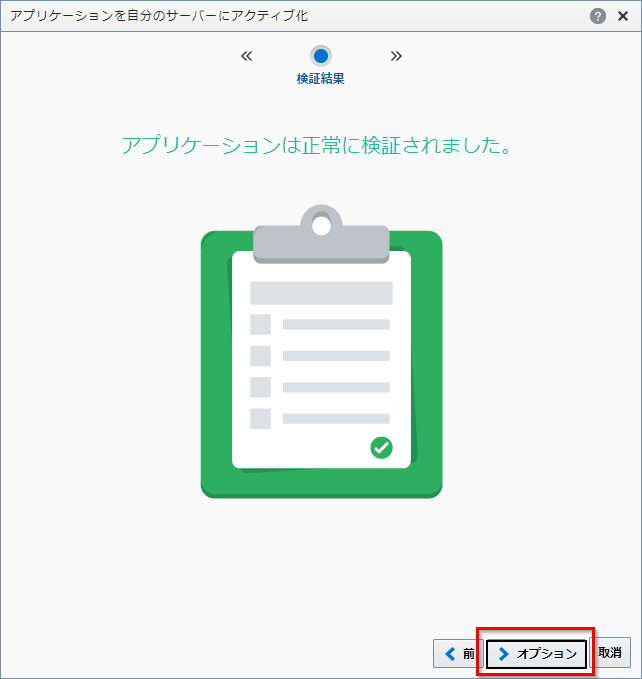 アプリケーションを自分のサーバーにアクティブ化
検証結果
アプリケーションは正常に検証されました。
前 オプション 取消